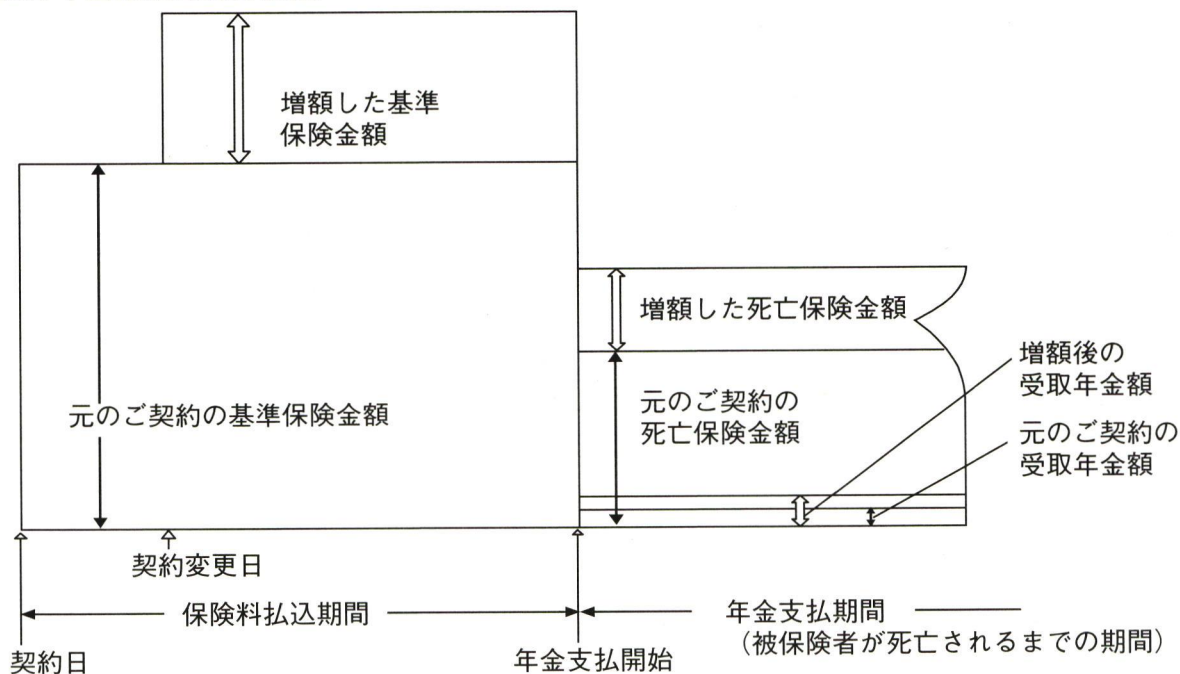 増額した基準
保険金額
増額した死亡保険金額
増額後の
受取年金額
元のご契約の基準保険金額
元のご契約の
死亡保険金額
元のご契約の
受取年金額
契約変更日
保険料払込期間
年金支払期間
(被保険者が死亡されるまでの期間)
契約日
年金支払開始